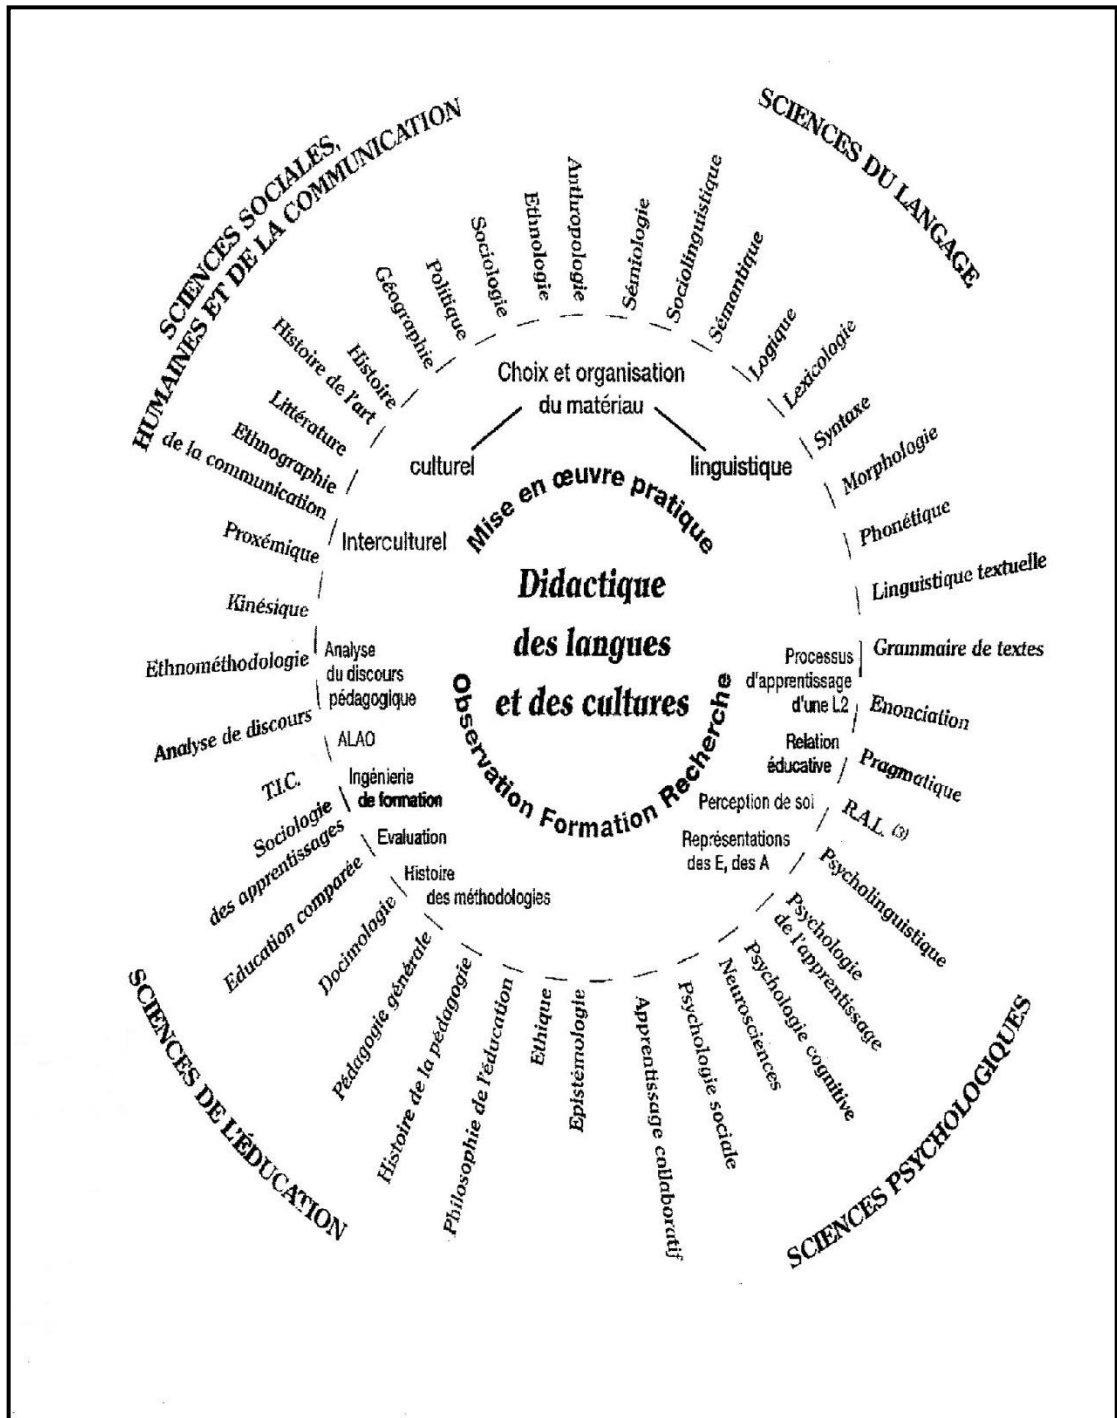 SCIENCES SOCIALES,
HUMAINES ET DE LA COMMUNICATION
SCIENCES DU LANGAGE
Histoire de l'art
Histoire
Géographie
Politique
Sociologie
Ethnologie
Anthropologie
Sémiologie
Sociolinguistique
Sémantique
Logique
Lexicologie
Syntaxe
Morphologie
Phonétique
Linguistique textuelle
Grammaire de textes
Enonciation
Pragmatique
R.A.L. (3)
Psycholinguistique
Psychologie
de l'apprentissage
Psychologie cognitive
Neurosciences
Psychologie sociale
Apprentissage collaboratif
Epistémologie
Ethique
Philosophie de l'éducation
Histoire de la pédagogie
Pédagogie générale
Docimologie
Education comparée
Sociologie
des apprentissages
T.I.C.
Analyse de discours
Ethnométhodologie
Kinésique
Proxémique
Ethnographie
de la communication
Littérature
Choix et organisation
du matériau
culturel
linguistique
Interculturel
Mise en œuvre pratique
Didactique
des langues
et des cultures
Observation Formation Recherche
Analyse
du discours
pédagogique
ALAO
Ingénierie
de formation
Evaluation
Histoire
des méthodologies
Processus
d'apprentissage
d'une L2
Relation
éducative
Perception de soi
Représentations
des E, des A
SCIENCES DE L'ÉDUCATION
SCIENCES PSYCHOLOGIQUES